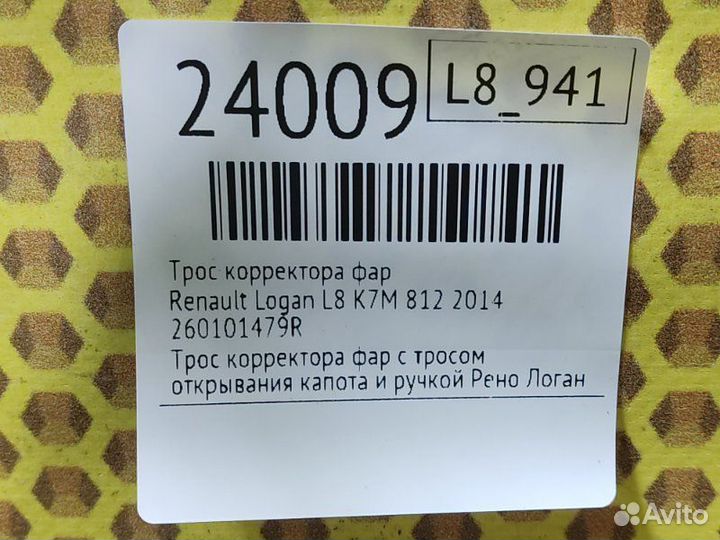 24009
L8_941
Трос корректора фар
Renault Logan L8 K7M 812 2014
260101479R
Трос корректора фар с тросом
открывания капота и ручкой Рено Логан
Avito